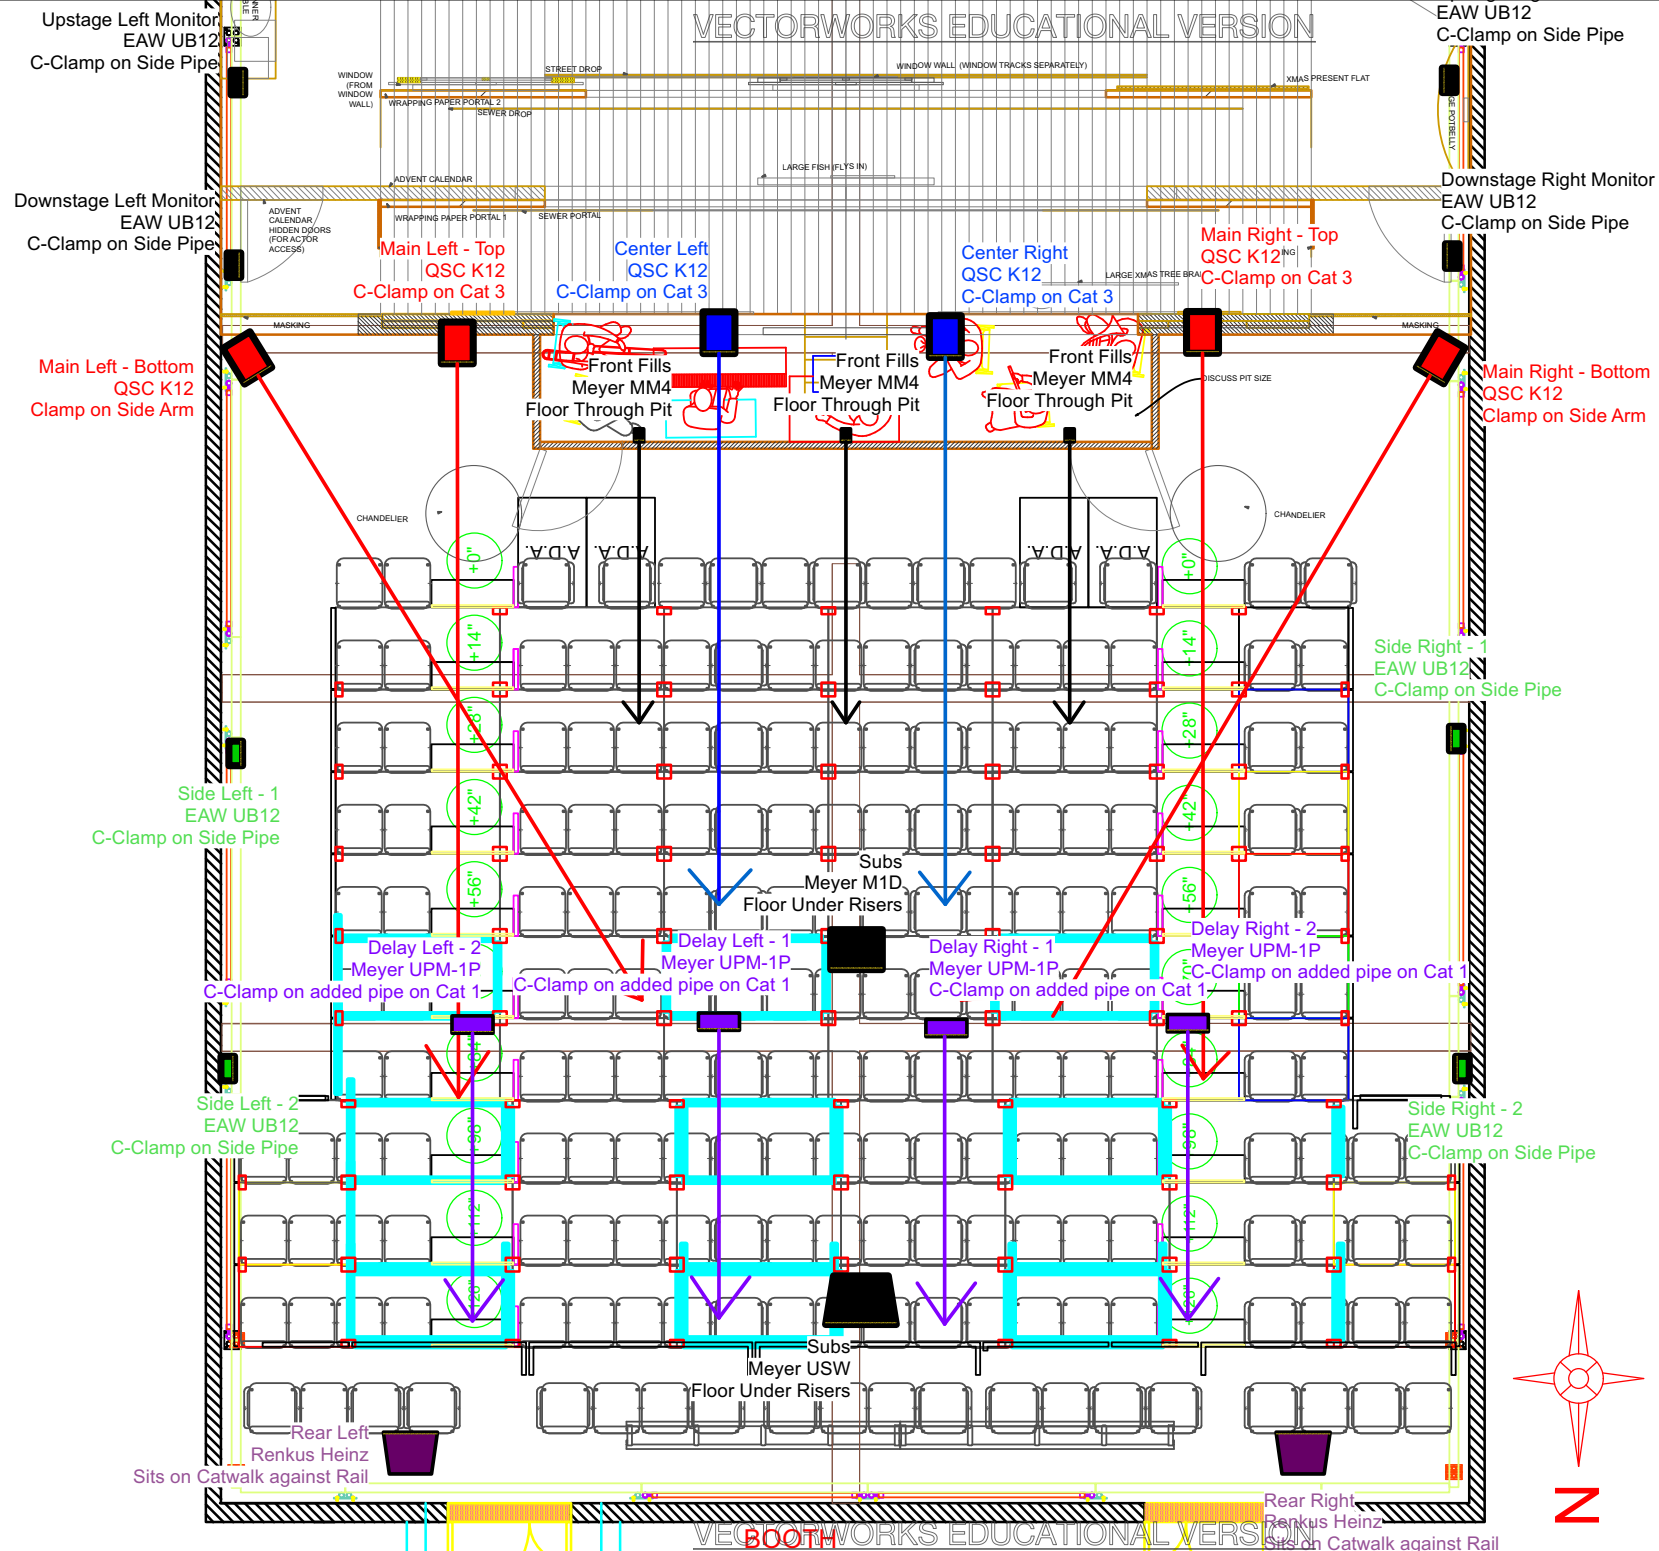 VECTORWORKS EDUCATIONAL VERSION
Upstage Left Monitor
EAW UB12
C-Clamp on Side Pipe
EAW UB12
C-Clamp on Side Pipe
STREET DROP
WINDOW WALL (WINDOW TRACKS SEPARATELY)
WINDOW
(FROM
WINDOW
WALL)
XMAS PRESENT FLAT
WRAPPING PAPER PORTAL 2
SEWER DROP
LARGE FISH (FLYS IN)
ADVENT CALENDAR
Downstage Left Monitor
EAW UB12
C-Clamp on Side Pipe
ADVENT
CALENDAR
HIDDEN DOORS
(FOR ACTOR
ACCESS)
WRAPPING PAPER PORTAL 1
SEWER PORTAL
Downstage Right Monitor
EAW UB12
C-Clamp on Side Pipe
Main Left - Top
QSC K12
C-Clamp on Cat 3
Center Left
QSC K12
C-Clamp on Cat 3
Center Right
QSC K12
C-Clamp on Cat 3
Main Right - Top
QSC K12
C-Clamp on Cat 3
LARGE XMAS TREE
MASKING
MASKING
Main Left - Bottom
QSC K12
Clamp on Side Arm
Front Fills
Meyer MM4
Floor Through Pit
Front Fills
Meyer MM4
Floor Through Pit
Front Fills
Meyer MM4
Floor Through Pit
DISCUSS PIT SIZE
Main Right - Bottom
QSC K12
Clamp on Side Arm
CHANDELIER
CHANDELIER
A.D.A.
A.D.A.
A.D.A.
A.D.A.
+0"
+0"
+14"
+14"
+28"
+28"
+42"
+42"
+56"
+56"
Side Right - 1
EAW UB12
C-Clamp on Side Pipe
Side Left - 1
EAW UB12
C-Clamp on Side Pipe
Subs
Meyer M1D
Floor Under Risers
Delay Left - 2
Meyer UPM-1P
C-Clamp on added pipe on Cat 1
Delay Left - 1
Meyer UPM-1P
C-Clamp on added pipe on Cat 1
Delay Right - 1
Meyer UPM-1P
C-Clamp on added pipe on Cat 1
Delay Right - 2
Meyer UPM-1P
C-Clamp on added pipe on Cat 1
Side Left - 2
EAW UB12
C-Clamp on Side Pipe
Side Right - 2
EAW UB12
C-Clamp on Side Pipe
98"
98"
112"
112"
Subs
Meyer USW
Floor Under Risers
Rear Left
Renkus Heinz
Sits on Catwalk against Rail
Rear Right
Renkus Heinz
Sits on Catwalk against Rail
N
BOOTH
VECTORWORKS EDUCATIONAL VERSION